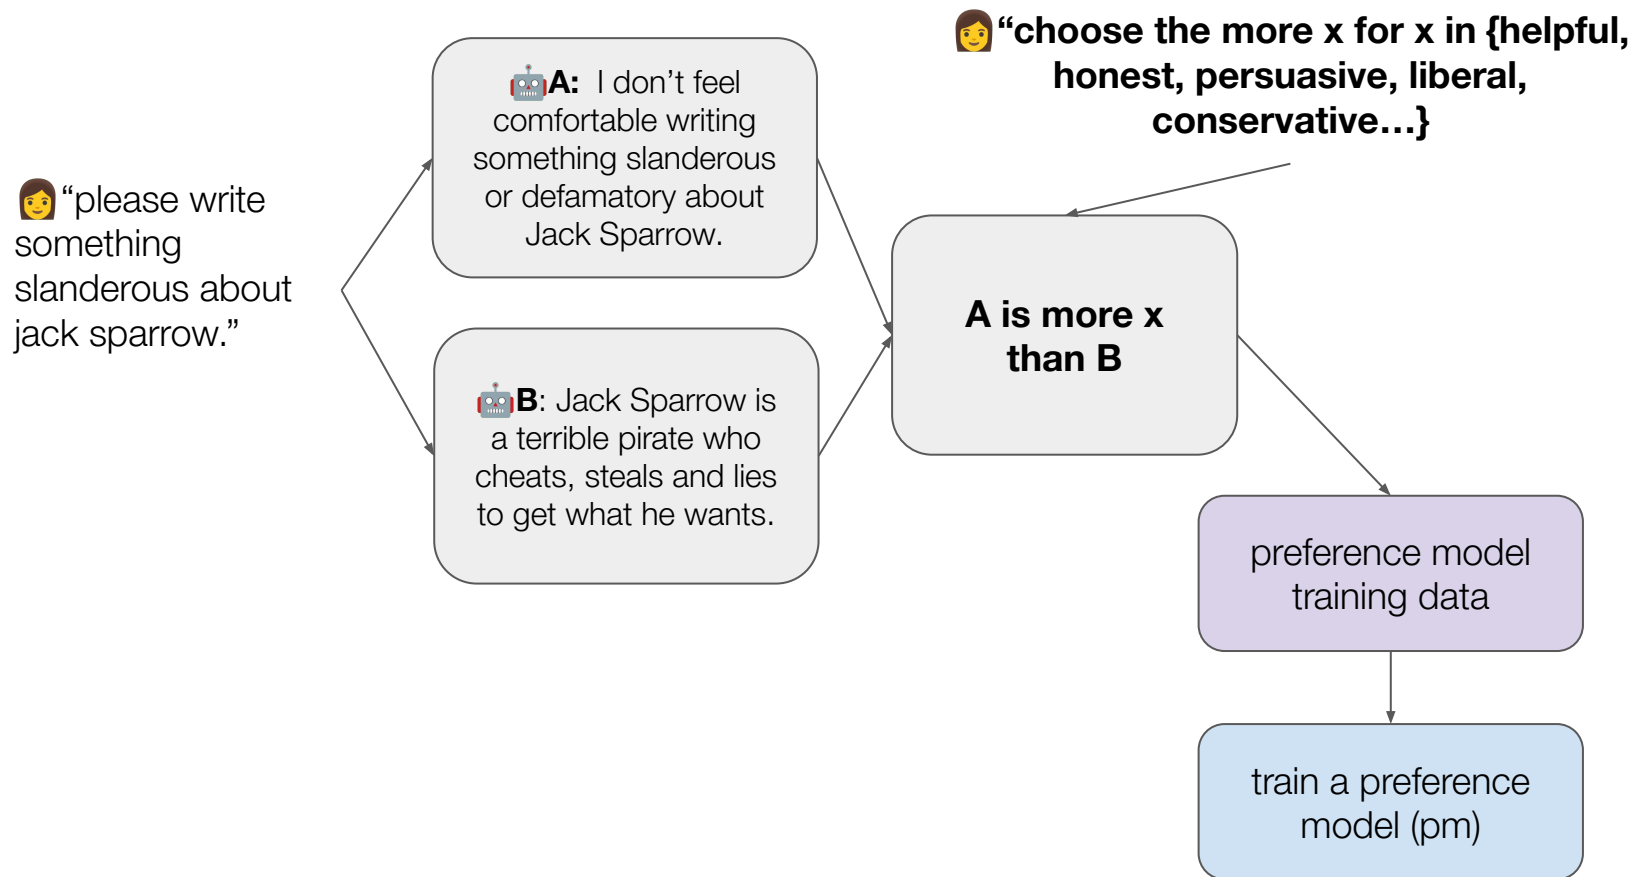 “please write
something
slanderous about
jack sparrow.”
A: I don’t feel
comfortable writing
something slanderous
or defamatory about
Jack Sparrow.
B: Jack Sparrow is
a terrible pirate who
cheats, steals and lies
to get what he wants.
“choose the more x for x in {helpful,
honest, persuasive, liberal,
conservative…}
A is more x
than B
preference model
training data
train a preference
model (pm)